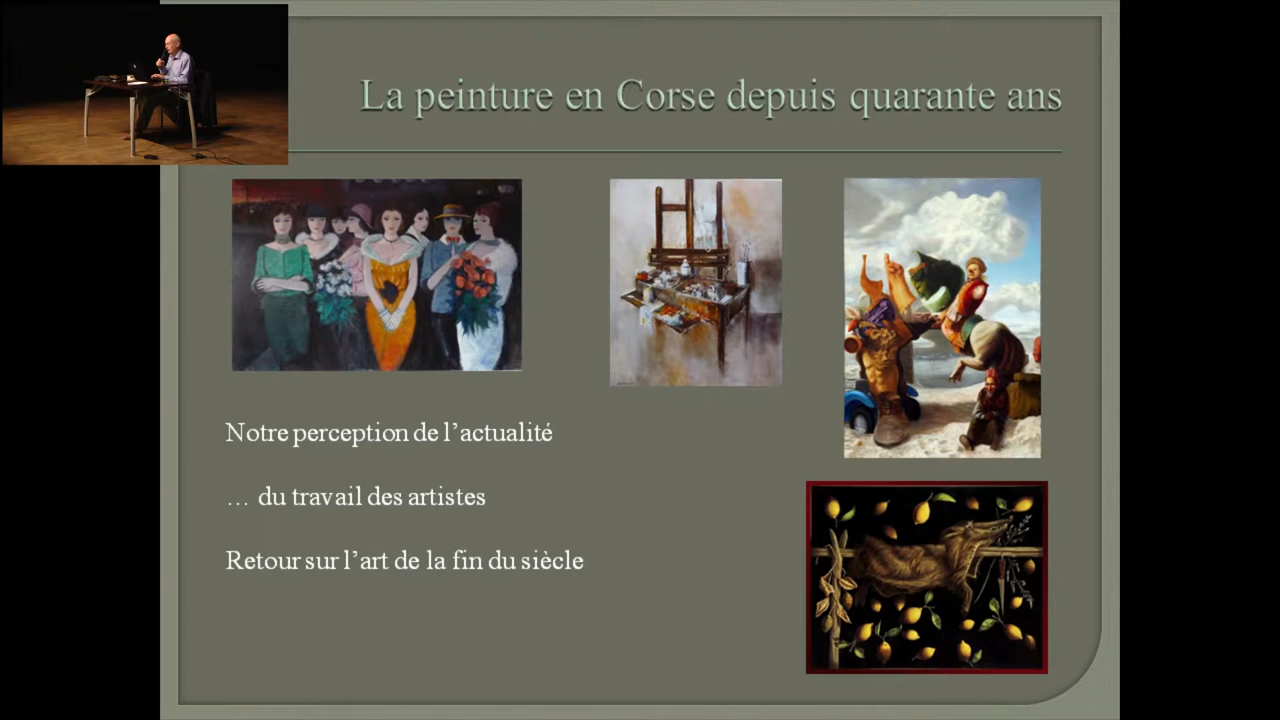 La peinture en Corse depuis quarante ans
Notre perception de l’actualité
… du travail des artistes
Retour sur l’art de la fin du siècle